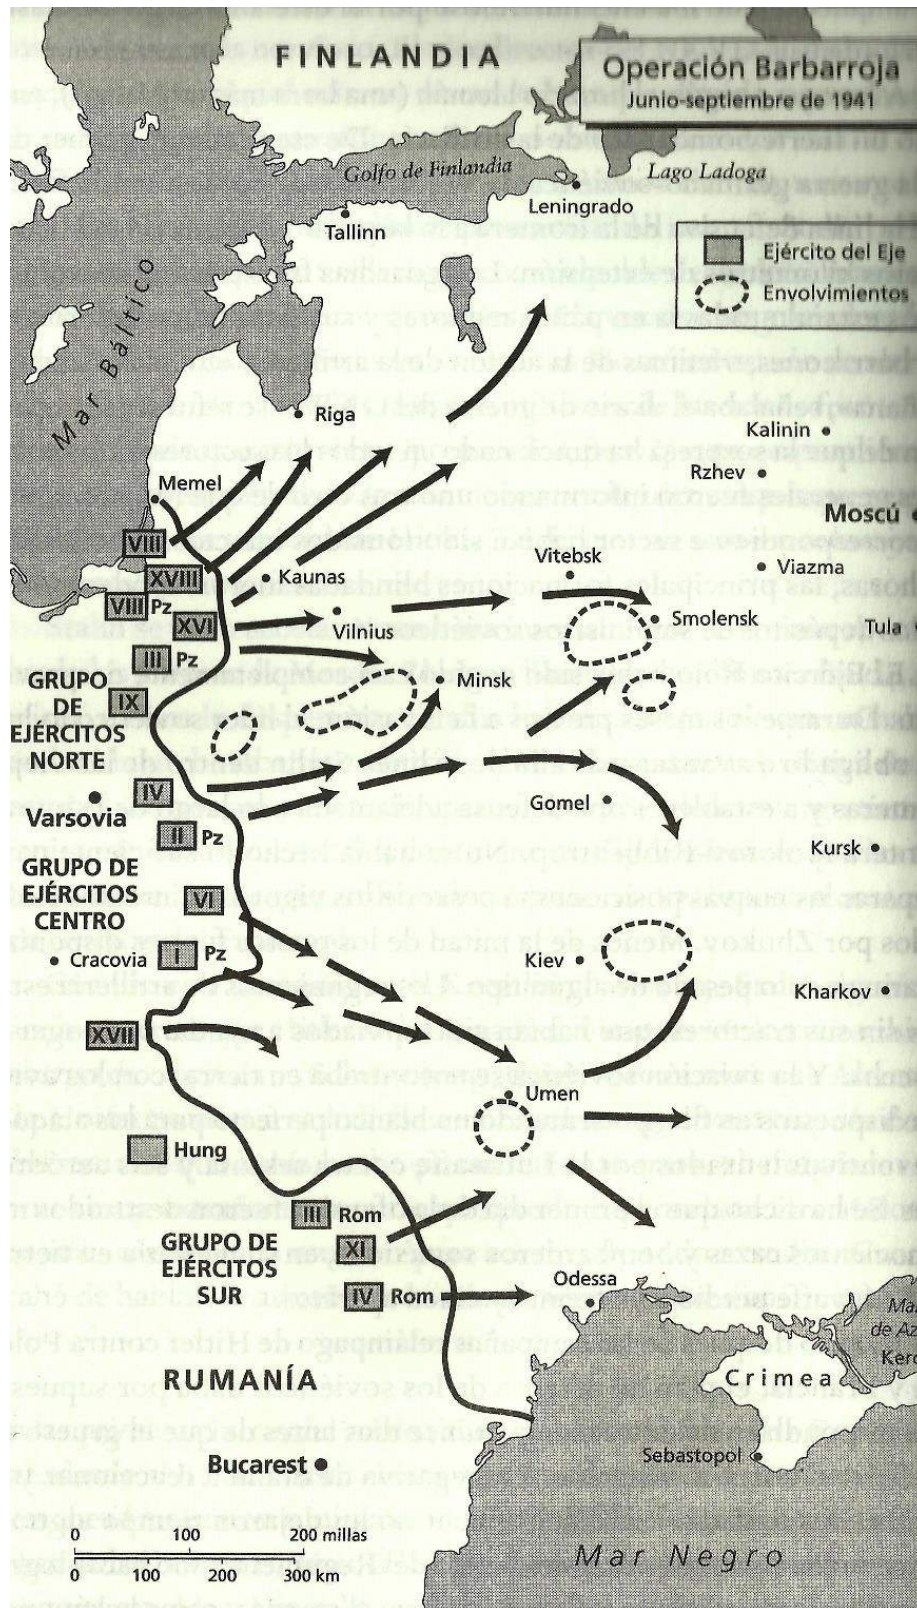 FINLANDIA
Operación Barbarroja
Junio-septiembre de 1941
Golfo de Finlandia
Lago Ladoga
Leningrado
Tallinn
Ejército del Eje
Envolvimientos
Mar Báltico
Riga
Kalinin
Rzhev
Memel
Moscú
VIII
Vitebsk
Viazma
XVIII
Kaunas
VIII Pz
XVI
Vilnius
Smolensk
Tula
III Pz
GRUPO
DE
EJÉRCITOS
NORTE
IX
Minsk
IV
Varsovia
Gomel
II Pz
Kursk
GRUPO DE
EJÉRCITOS
CENTRO
VI
Cracovia
I Pz
Kiev
Kharkov
XVII
Umen
Hung
III Rom
GRUPO DE
EJÉRCITOS
SUR
XI
IV Rom
Odessa
Ma
de Az
Kerc
RUMANÍA
Crimea
Bucarest
Sebastopol
0 100 200 millas
0 100 200 300 km
Mar Negro